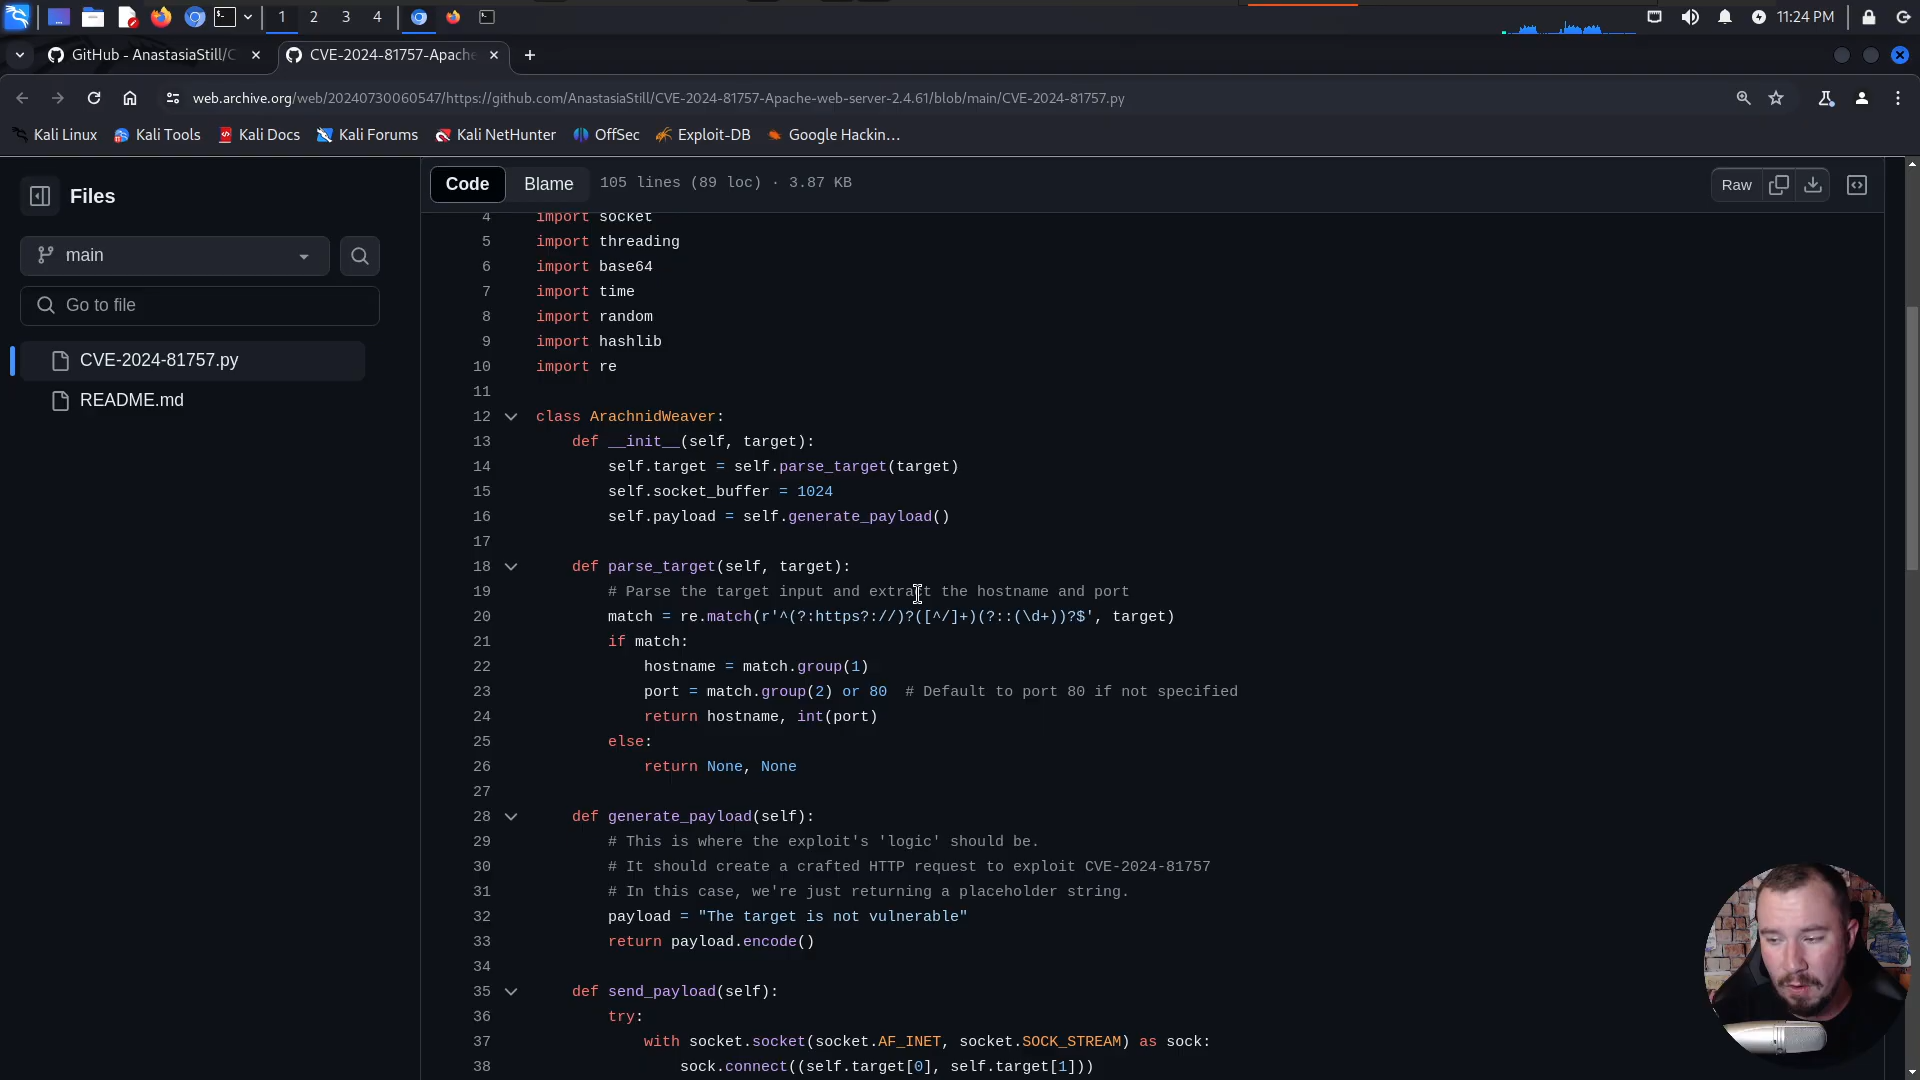 1 2 3 4
11:24 PM
GitHub - AnastasiaStill/C
CVE-2024-81757-Apache
web.archive.org/web/20240730060547/https://github.com/AnastasiaStill/CVE-2024-81757-Apache-web-server-2.4.61/blob/main/CVE-2024-81757.py
Kali Linux Kali Tools Kali Docs Kali Forums Kali NetHunter OffSec Exploit-DB Google Hackin…
Files
main
Go to file
CVE-2024-81757.py
README.md
Code Blame 105 lines (89 loc) · 3.87 KB Raw
4 import socket
5 import threading
6 import base64
7 import time
8 import random
9 import hashlib
10 import re
11
12 class ArachnidWeaver:
13 def __init__(self, target):
14 self.target = self.parse_target(target)
15 self.socket_buffer = 1024
16 self.payload = self.generate_payload()
17
18 def parse_target(self, target):
19 # Parse the target input and extract the hostname and port
20 match = re.match(r'^(?:https?://)?([^/]+)(?::(\d+))?$', target)
21 if match:
22 hostname = match.group(1)
23 port = match.group(2) or 80 # Default to port 80 if not specified
24 return hostname, int(port)
25 else:
26 return None, None
27
28 def generate_payload(self):
29 # This is where the exploit's 'logic' should be.
30 # It should create a crafted HTTP request to exploit CVE-2024-81757
31 # In this case, we're just returning a placeholder string.
32 payload = "The target is not vulnerable"
33 return payload.encode()
34
35 def send_payload(self):
36 try:
37 with socket.socket(socket.AF_INET, socket.SOCK_STREAM) as sock:
38 sock.connect((self.target[0], self.target[1]))